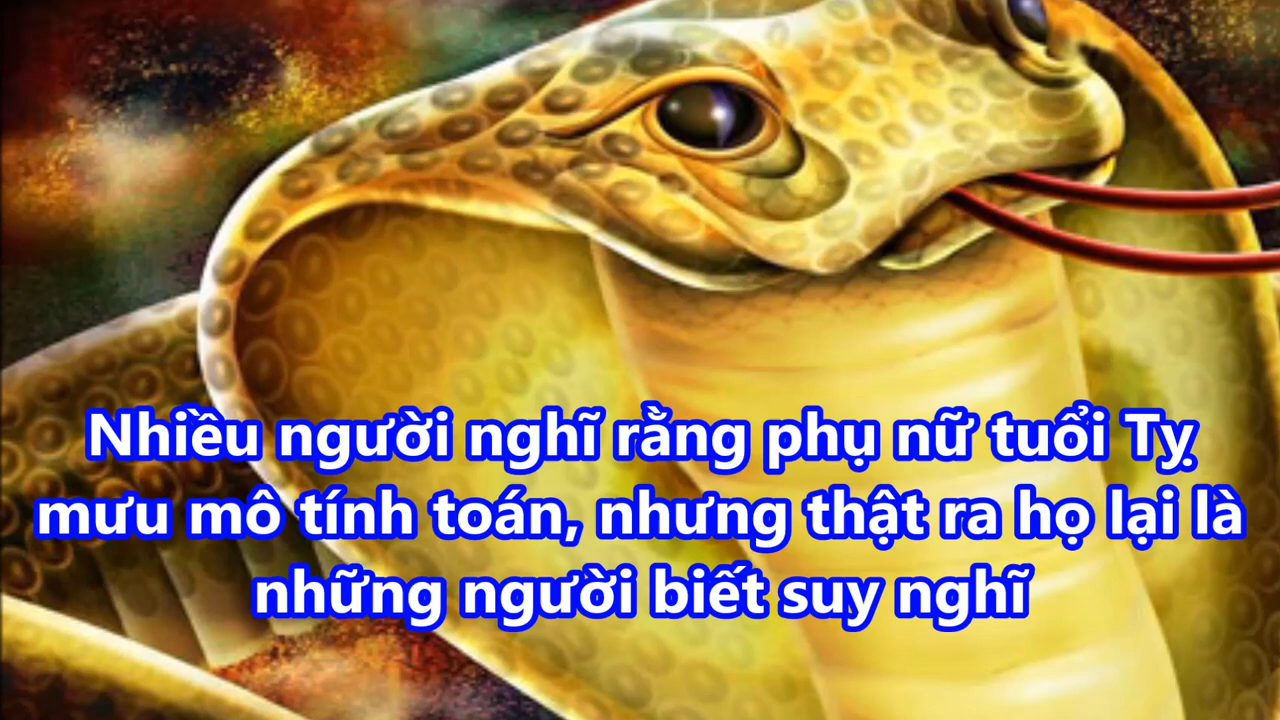 Nhiều người nghĩ rằng phụ nữ tuổi Tỵ
mưu mô tính toán, nhưng thật ra họ lại là
những người biết suy nghĩ